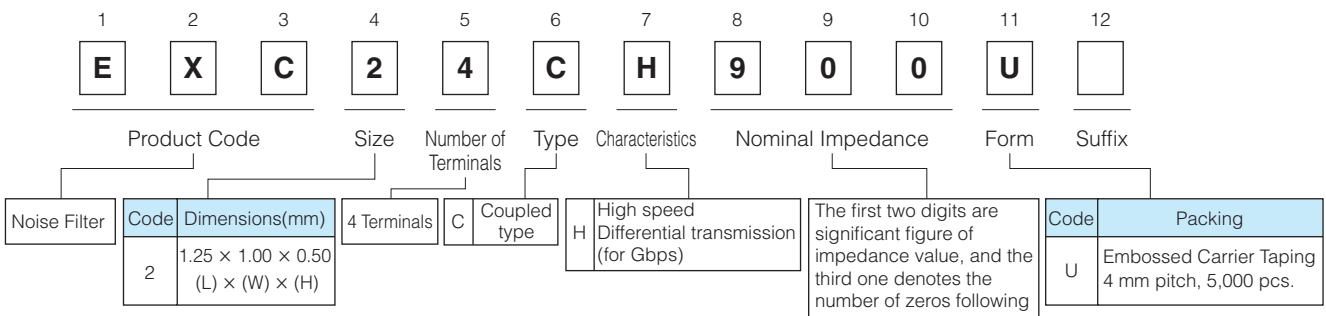 1 2 3 4 5 6 7 8 9 10 11 12
E X C 2 4 C H 9 0 0 U
Product Code Size Number of Terminals Type Characteristics Nominal Impedance Form Suffix
Noise Filter
Code Dimensions(mm)
2 1.25 × 1.00 × 0.50
(L) × (W) × (H)
4 Terminals
C Coupled
type
H High speed
Differential transmission
(for Gbps)
The first two digits are
significant figure of
impedance value, and the
third one denotes the
number of zeros following
Code Packing
U Embossed Carrier Taping
4 mm pitch, 5,000 pcs.